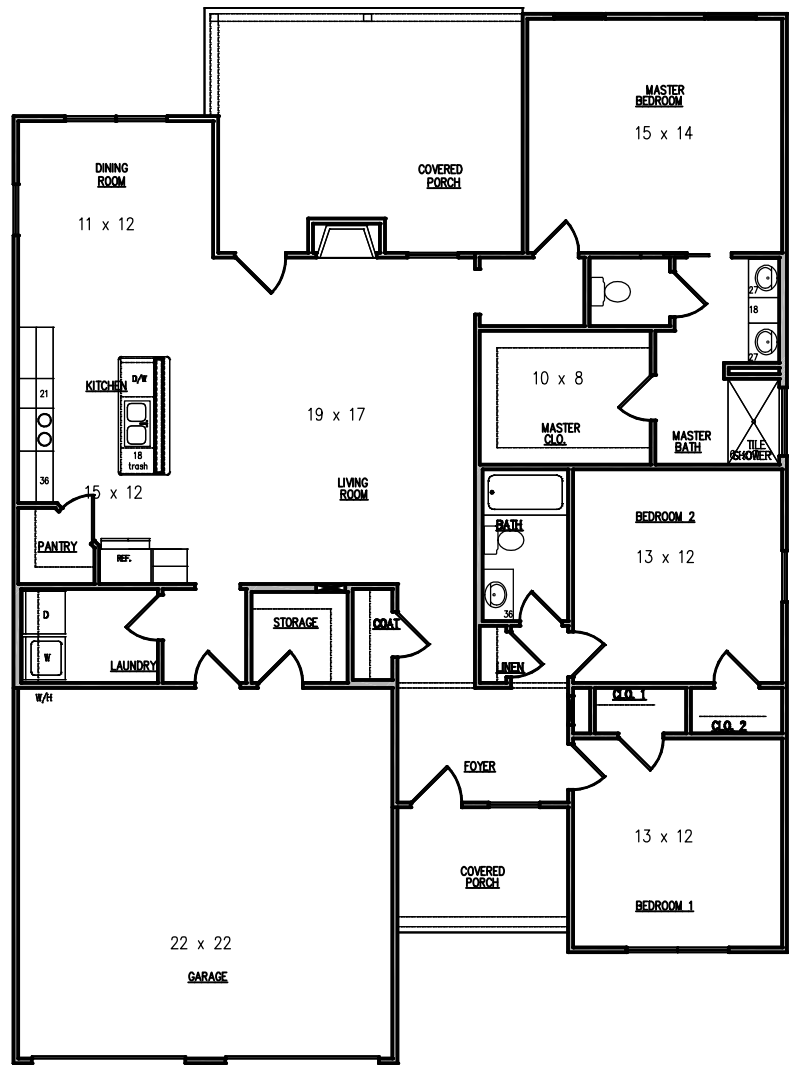 MASTER
BEDROOM
15 x 14
DINING
ROOM
11 x 12
COVERED
PORCH
27
18
27
KITCHEN
D/W
21
18
trash
36
15 x 12
19 x 17
LIVING
ROOM
10 x 8
MASTER
CLO.
MASTER
BATH
TILE
SHOWER
PANTRY
REF.
BATH
36
BEDROOM 2
13 x 12
D
W
LAUNDRY
W/H
STORAGE
COAT
LINEN
CLO. 1
CLO. 2
FOYER
COVERED
PORCH
13 x 12
BEDROOM 1
22 x 22
GARAGE